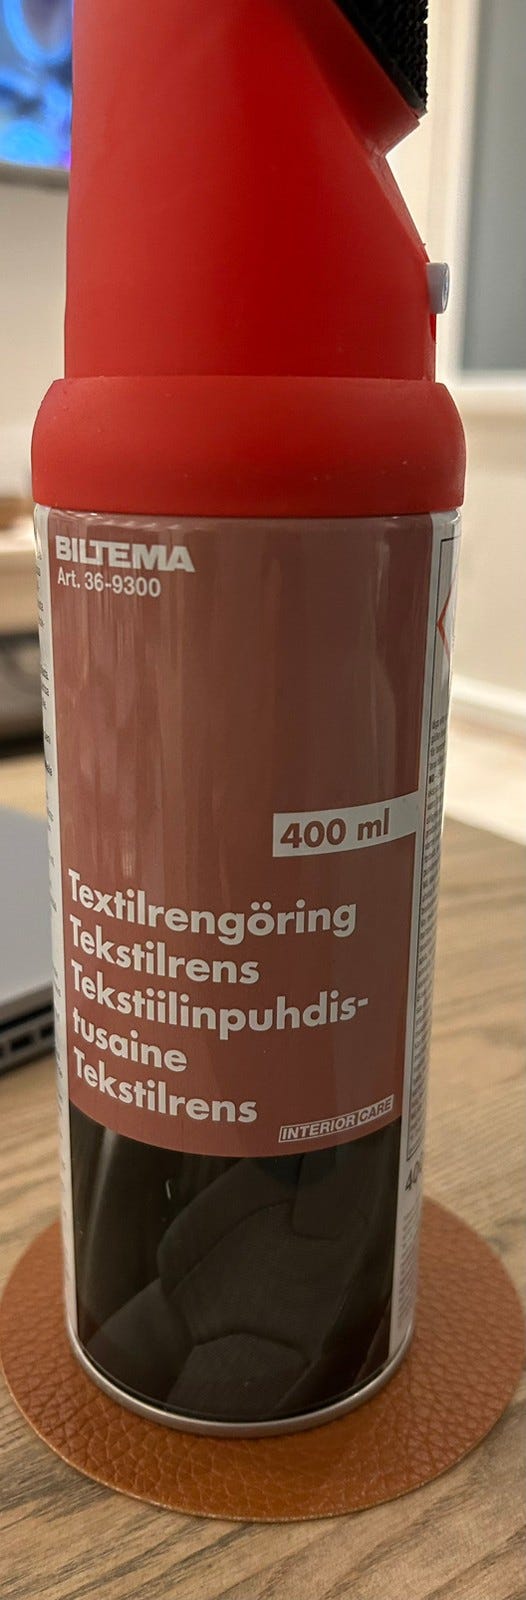 BILTEMA
Art. 36-9300
400 ml
Textilrengöring
Tekstilrens
Tekstiilinpuhdis-
tusaine
Tekstilrens
INTERIOR CARE